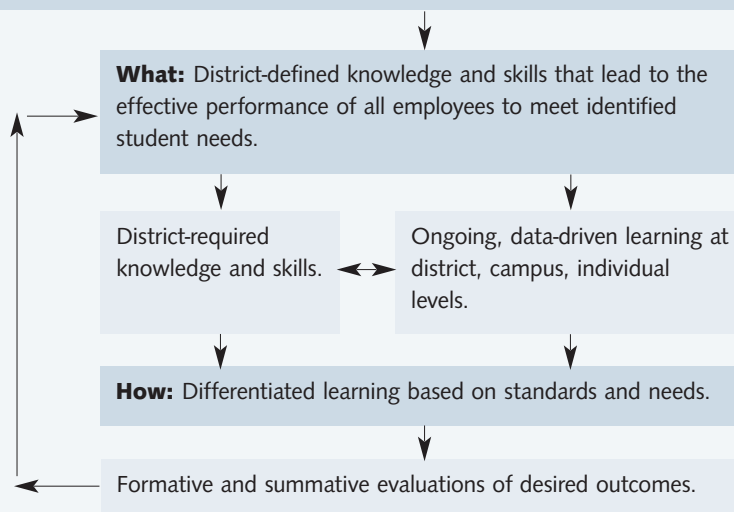 What: District-defined knowledge and skills that lead to the
effective performance of all employees to meet identified
student needs.
District-required
knowledge and skills.
Ongoing, data-driven learning at
district, campus, individual
levels.
How: Differentiated learning based on standards and needs.
Formative and summative evaluations of desired outcomes.